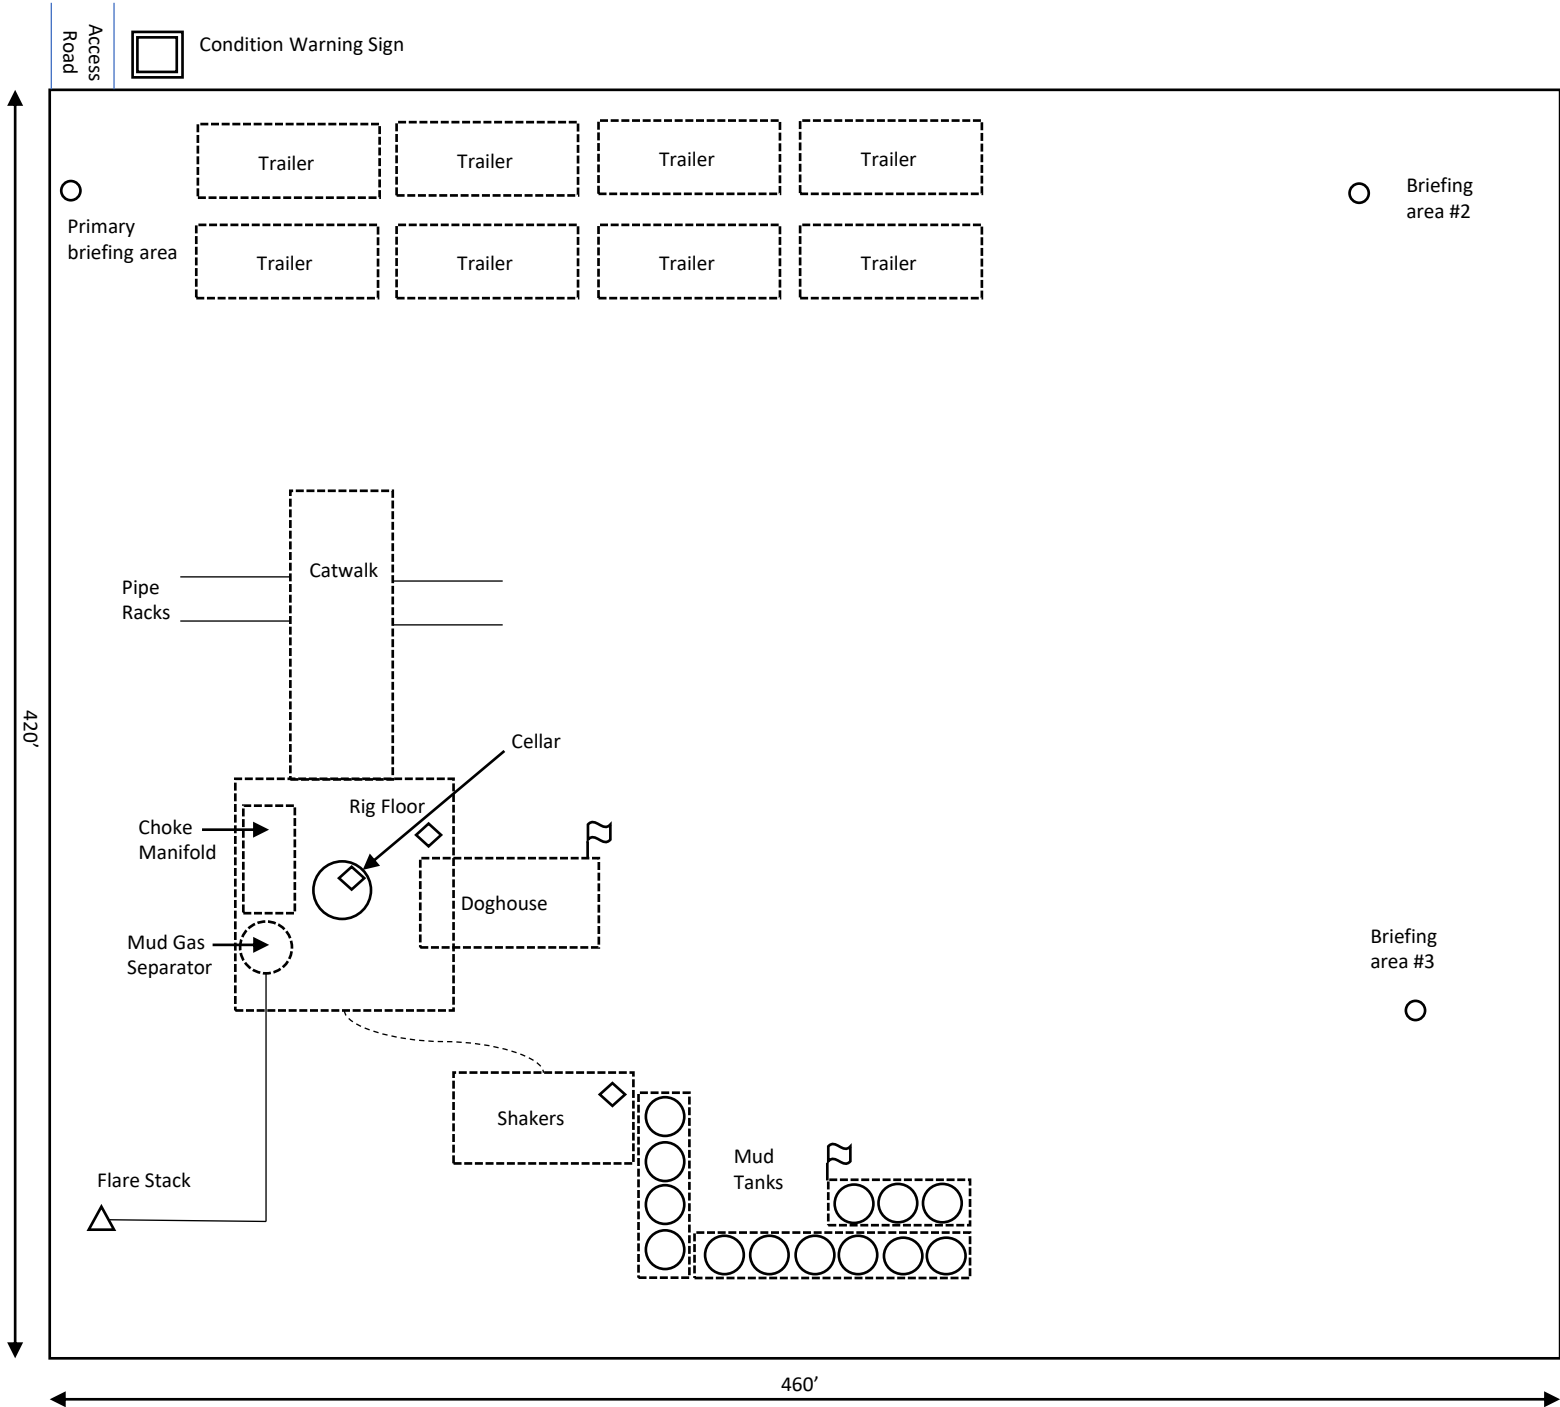 Access
Road
Condition Warning Sign
Trailer
Trailer
Trailer
Trailer
Primary
briefing area
Briefing
area #2
Trailer
Trailer
Trailer
Trailer
Catwalk
Pipe
Racks
420’
Cellar
Rig Floor
Choke
Manifold
Doghouse
Mud Gas
Separator
Briefing
area #3
Shakers
Mud
Tanks
Flare Stack
460’